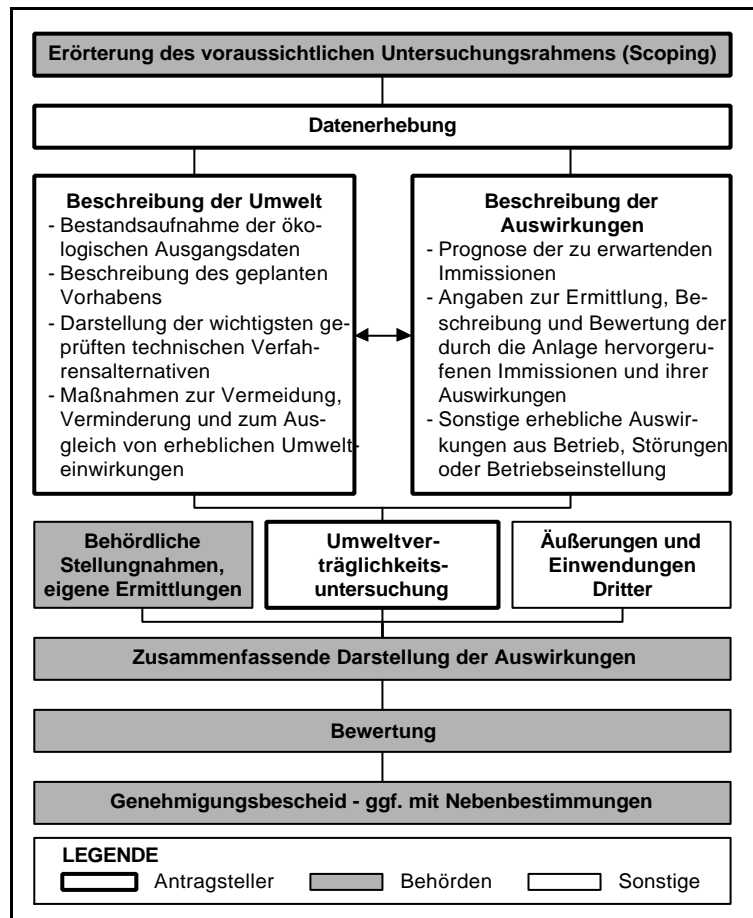 Erörterung des voraussichtlichen Untersuchungsrahmens (Scoping)
Datenerhebung
Beschreibung der Umwelt
- Bestandsaufnahme der öko-
logischen Ausgangsdaten
- Beschreibung des geplanten
Vorhabens
- Darstellung der wichtigsten ge-
prüften technischen Verfah-
rensalternativen
- Maßnahmen zur Vermeidung,
Verminderung und zum Aus-
gleich von erheblichen Umwelt-
einwirkungen
Beschreibung der
Auswirkungen
- Prognose der zu erwartenden
Immissionen
- Angaben zur Ermittlung, Be-
schreibung und Bewertung der
durch die Anlage hervorgeru-
fenen Immissionen und ihrer
Auswirkungen
- Sonstige erhebliche Auswir-
kungen aus Betrieb, Störungen
oder Betriebseinstellung
Behördliche
Stellungnahmen,
eigene Ermittlungen
Umweltver-
träglichkeits-
untersuchung
Äußerungen und
Einwendungen
Dritter
Zusammenfassende Darstellung der Auswirkungen
Bewertung
Genehmigungsbescheid - ggf. mit Nebenbestimmungen
LEGENDE
Antragsteller Behörden Sonstige